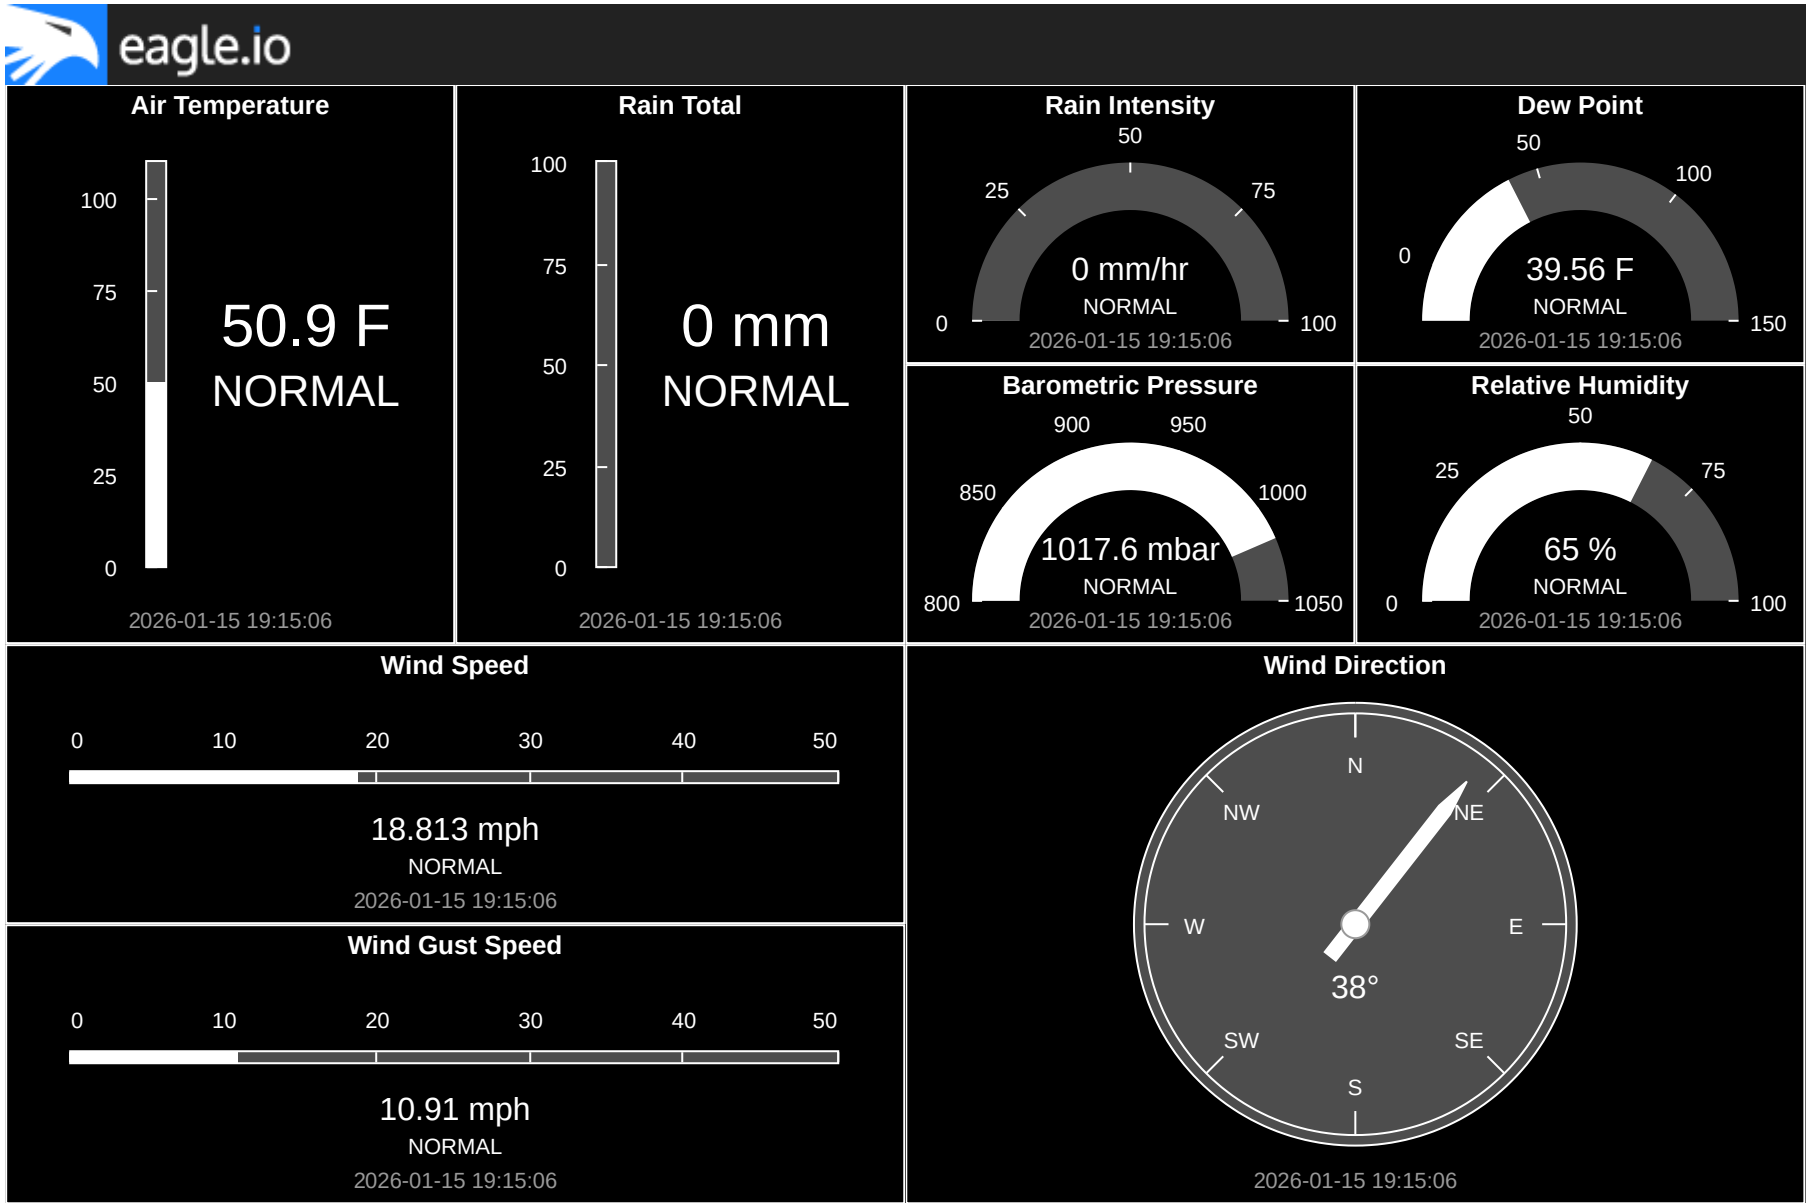 eagle.io
Air Temperature
100
75
50
25
0
50.9 F
NORMAL
2026-01-15 19:15:06
Rain Total
100
75
50
25
0
0 mm
NORMAL
2026-01-15 19:15:06
Rain Intensity
0
25
50
75
100
0 mm/hr
NORMAL
2026-01-15 19:15:06
Dew Point
0
50
100
150
39.56 F
NORMAL
2026-01-15 19:15:06
Barometric Pressure
800
850
900
950
1000
1050
1017.6 mbar
NORMAL
2026-01-15 19:15:06
Relative Humidity
0
25
50
75
100
65 %
NORMAL
2026-01-15 19:15:06
Wind Speed
0 10 20 30 40 50
18.813 mph
NORMAL
2026-01-15 19:15:06
Wind Gust Speed
0 10 20 30 40 50
10.91 mph
NORMAL
2026-01-15 19:15:06
Wind Direction
N
NW NE
W E
38°
SW SE
S
2026-01-15 19:15:06